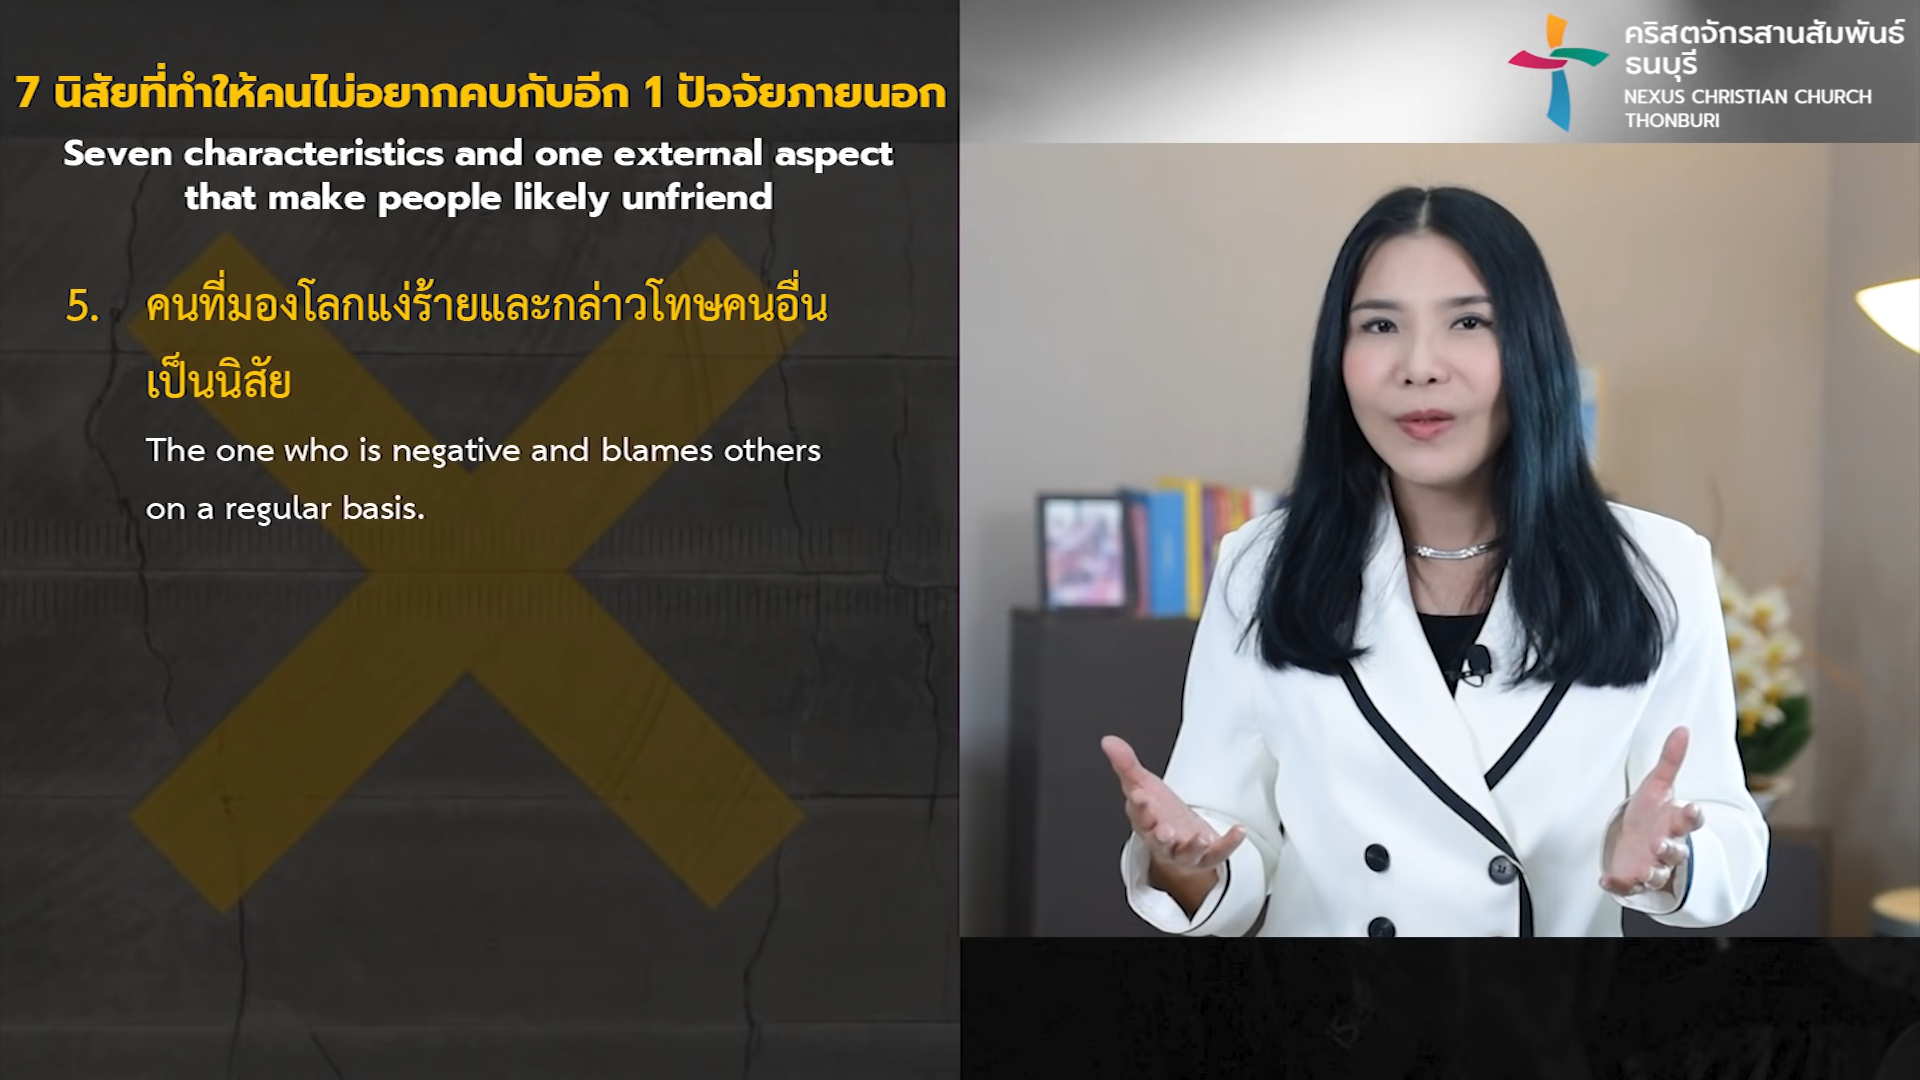 7 นิสัยที่ทำให้คนไม่อยากคบกับอีก 1 ปัจจัยภายนอก
Seven characteristics and one external aspect
that make people likely unfriend
5. คนที่มองโลกแง่ร้ายและกล่าวโทษคนอื่น
เป็นนิสัย
The one who is negative and blames others
on a regular basis.
คริสตจักรสานสัมพันธ์
ธนบุรี
NEXUS CHRISTIAN CHURCH
THONBURI